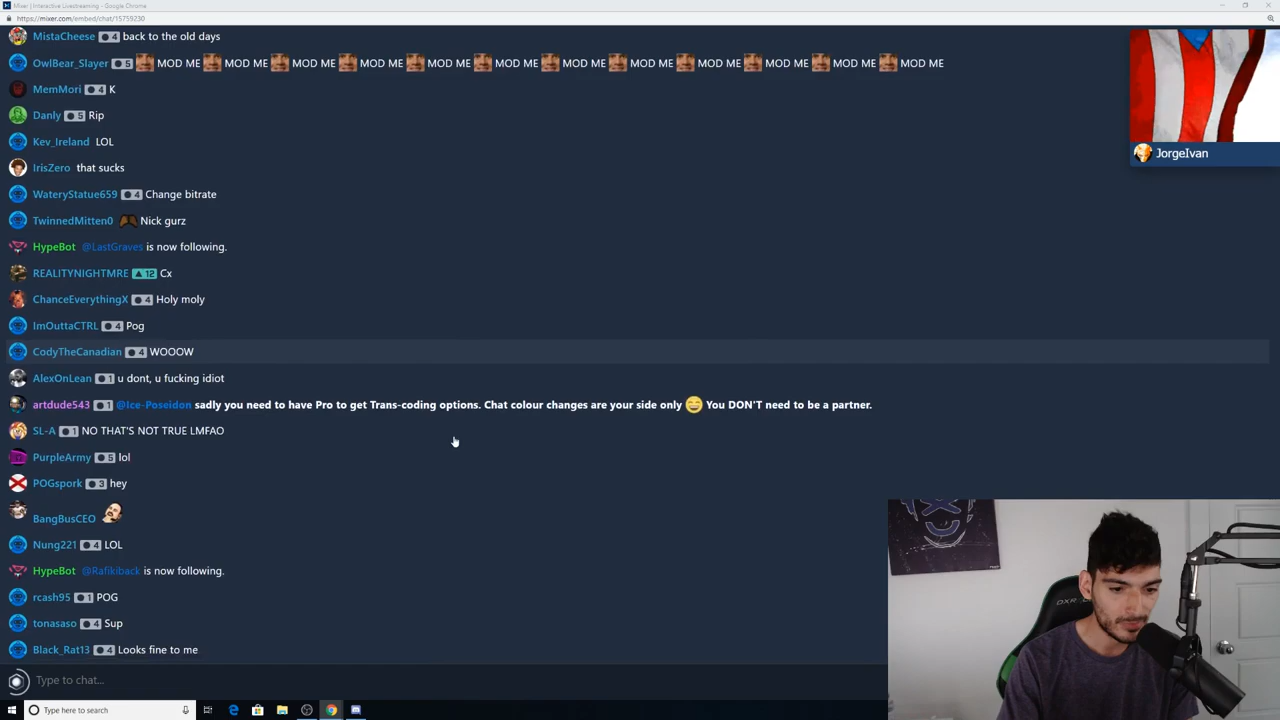 Mixer | Interactive Livestreaming - Google Chrome
https://mixer.com/embed/chat/15759230
MistaCheese 4 back to the old days
OwlBear_Slayer 5 MOD ME MOD ME MOD ME MOD ME MOD ME MOD ME MOD ME MOD ME MOD ME MOD ME MOD ME MOD ME
MemMori 4 K
Danly 5 Rip
Kev_Ireland LOL
IrisZero that sucks
JorgeIvan
WateryStatue659 4 Change bitrate
TwinnedMitten0 Nick gurz
HypeBot @LastGraves is now following.
REALITYNIGHTMRE 12 Cx
ChanceEverythingX 4 Holy moly
ImOuttaCTRL 4 Pog
CodyTheCanadian 4 WOOOW
AlexOnLean 1 u dont, u fucking idiot
artdude543 1 @Ice-Poseidon sadly you need to have Pro to get Trans-coding options. Chat colour changes are your side only You DON'T need to be a partner.
SL-A 1 NO THAT'S NOT TRUE LMFAO
PurpleArmy 5 lol
POGspork 3 hey
BangBusCEO
Nung221 4 LOL
HypeBot @Rafikiback is now following.
rcash95 1 POG
tonasaso 4 Sup
Black_Rat13 4 Looks fine to me
Type to chat...
Type here to search